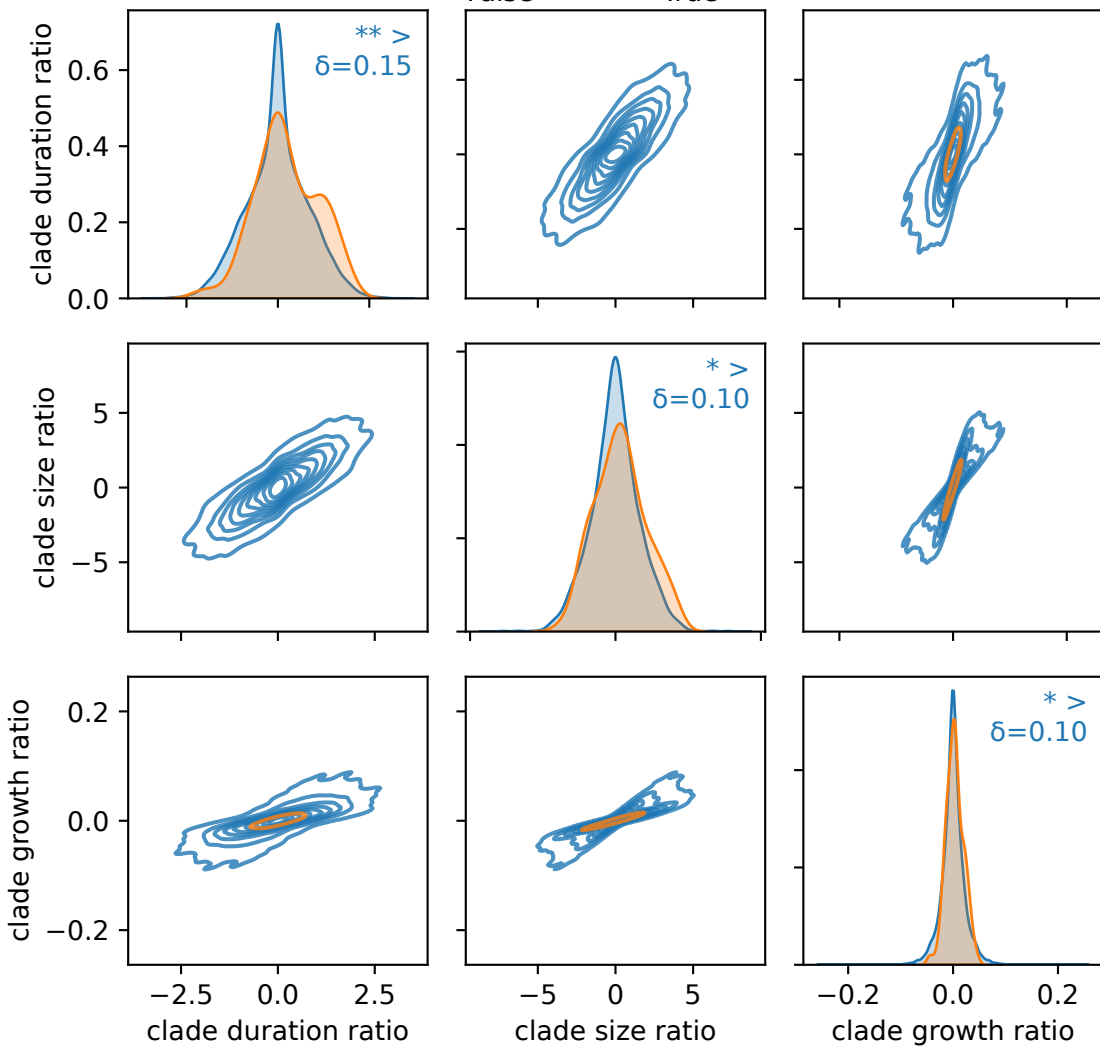 clade duration ratio
0.6
0.4
0.2
0.0
** >
δ=0.15
clade size ratio
5
0
−5
* >
δ=0.10
clade growth ratio
0.2
0.0
−0.2
* >
δ=0.10
−2.5 0.0 2.5
−5 0 5
−0.2 0.0 0.2
clade duration ratio
clade size ratio
clade growth ratio